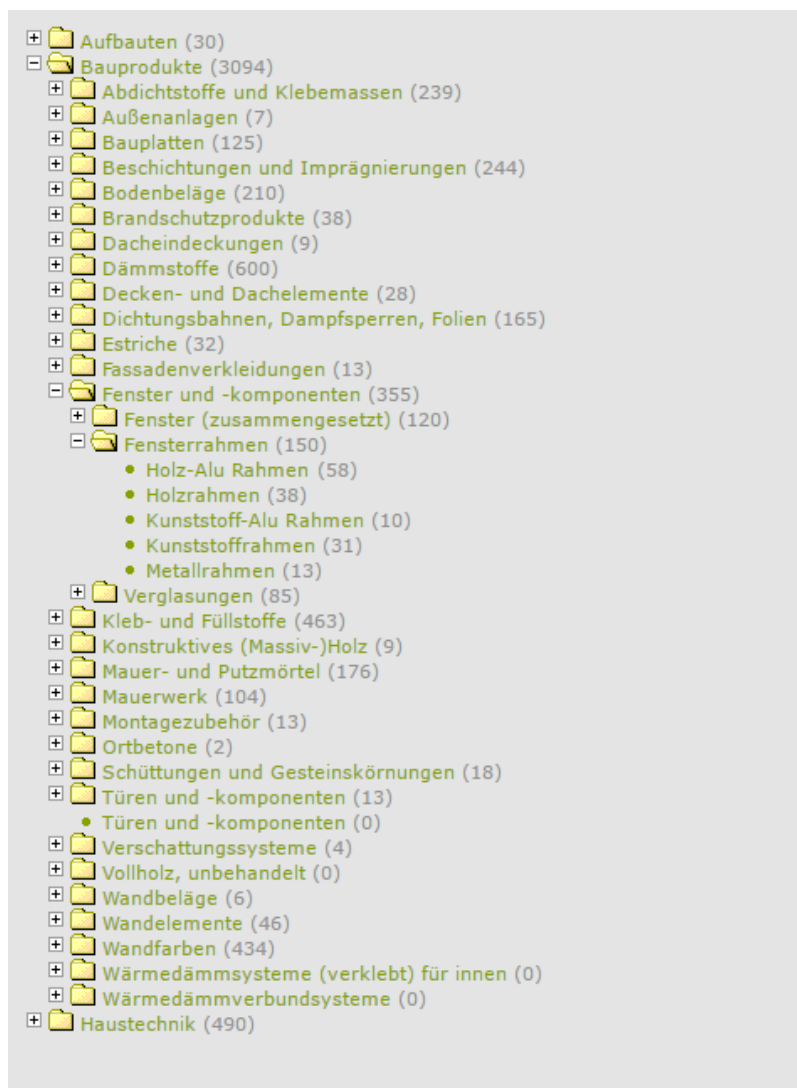 Aufbauten (30)
Bauprodukte (3094)
Abdichtstoffe und Klebemassen (239)
Außenanlagen (7)
Bauplatten (125)
Beschichtungen und Imprägnierungen (244)
Bodenbeläge (210)
Brandschutzprodukte (38)
Dacheindeckungen (9)
Dämmstoffe (600)
Decken- und Dachelemente (28)
Dichtungsbahnen, Dampfsperren, Folien (165)
Estriche (32)
Fassadenverkleidungen (13)
Fenster und -komponenten (355)
Fenster (zusammengesetzt) (120)
Fensterrahmen (150)
Holz-Alu Rahmen (58)
Holzrahmen (38)
Kunststoff-Alu Rahmen (10)
Kunststoffrahmen (31)
Metallrahmen (13)
Verglasungen (85)
Kleb- und Füllstoffe (463)
Konstruktives (Massiv-)Holz (9)
Mauer- und Putzmörtel (176)
Mauerwerk (104)
Montagezubehör (13)
Ortbetone (2)
Schüttungen und Gesteinskörnungen (18)
Türen und -komponenten (13)
Türen und -komponenten (0)
Verschattungssysteme (4)
Vollholz, unbehandelt (0)
Wandbeläge (6)
Wandelemente (46)
Wandfarben (434)
Wärmedämmsysteme (verklebt) für innen (0)
Wärmedämmverbundsysteme (0)
Haustechnik (490)